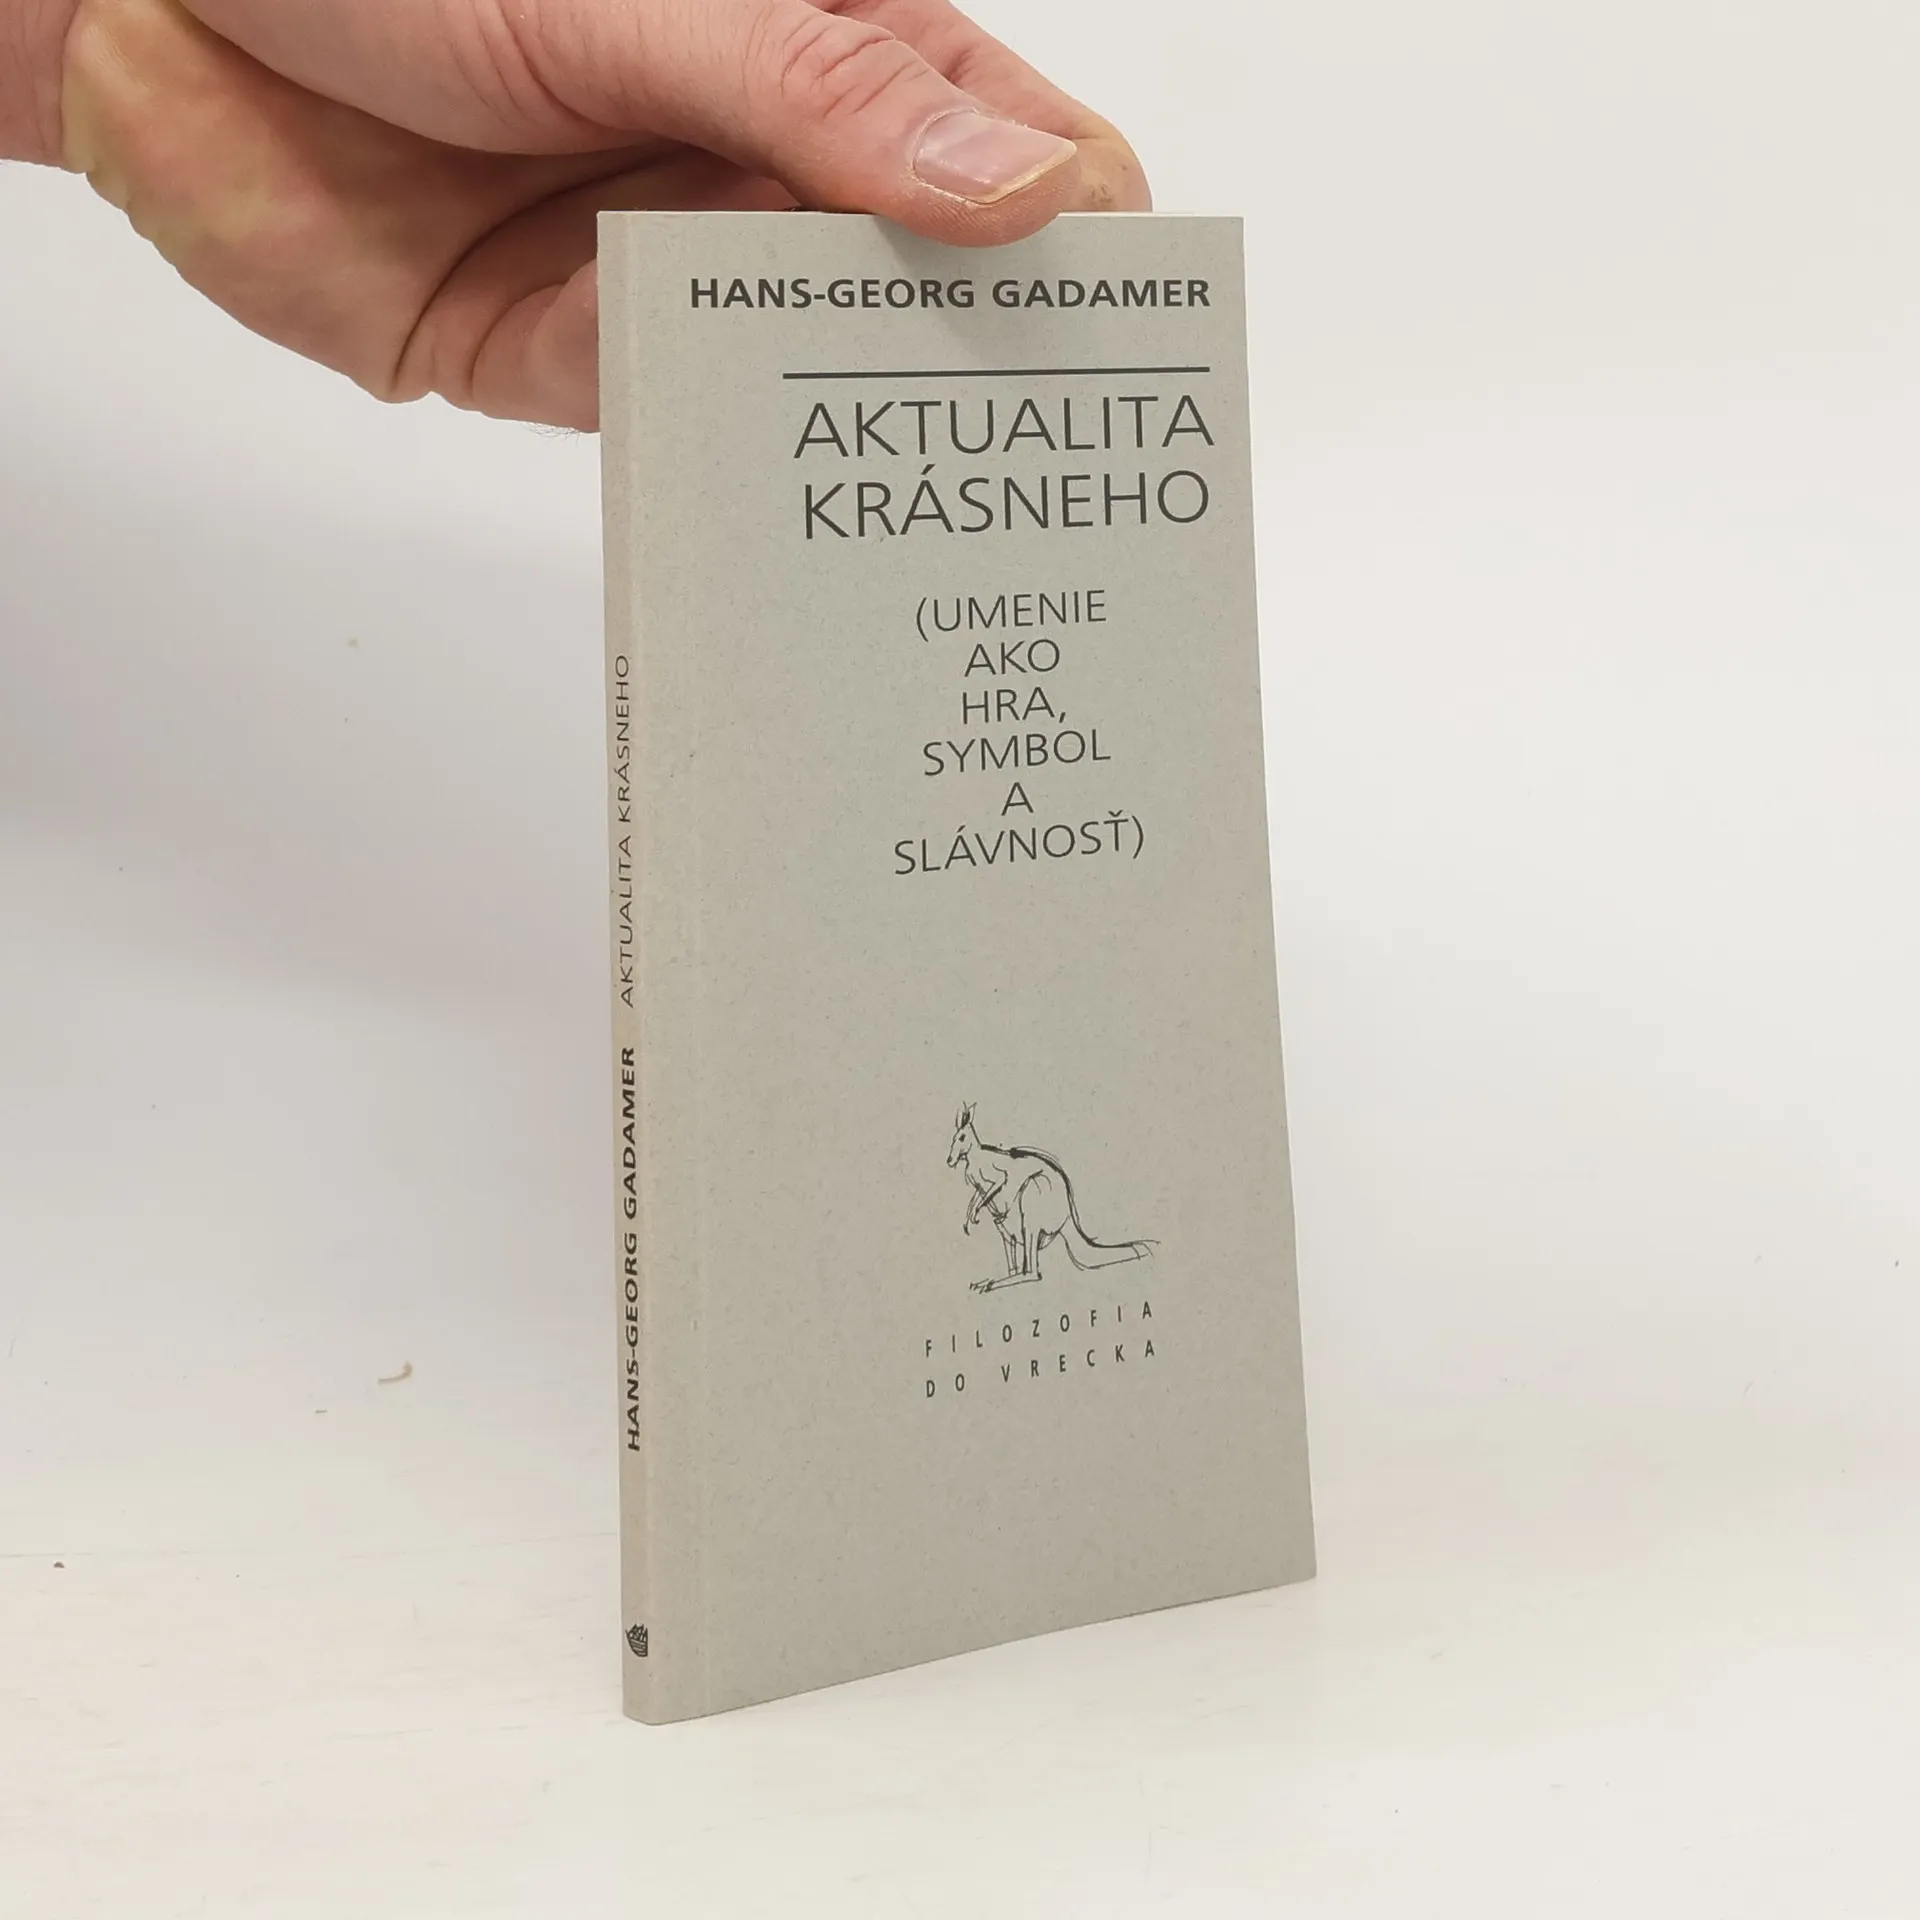 HANS-GEORG GADAMER
AKTUALITA
KRÁSNEHO
(UMENIE
AKO
HRA,
SYMBOL
A
SLÁVNOSŤ)
FILOZOFIA
DO VRECKA
HANS-GEORG GADAMER AKTUALITA KRÁSNEHO